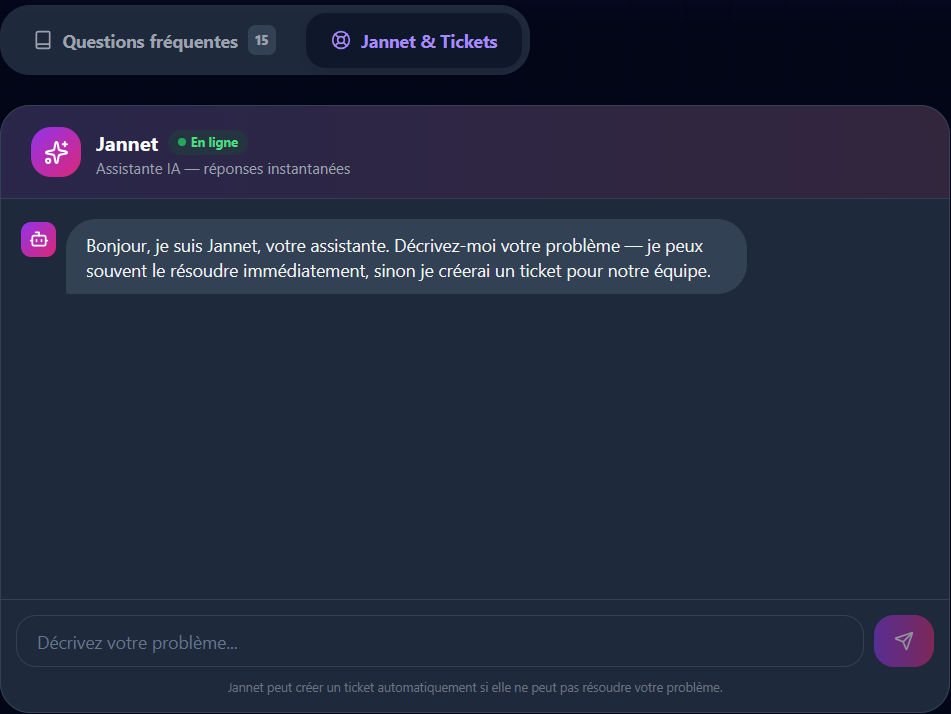 Questions fréquentes 15
Jannet & Tickets
Jannet
En ligne
Assistante IA — réponses instantanées
Bonjour, je suis Jannet, votre assistante. Décrivez-moi votre problème — je peux
souvent le résoudre immédiatement, sinon je créerai un ticket pour notre équipe.
Décrivez votre problème...
Jannet peut créer un ticket automatiquement si elle ne peut pas résoudre votre problème.